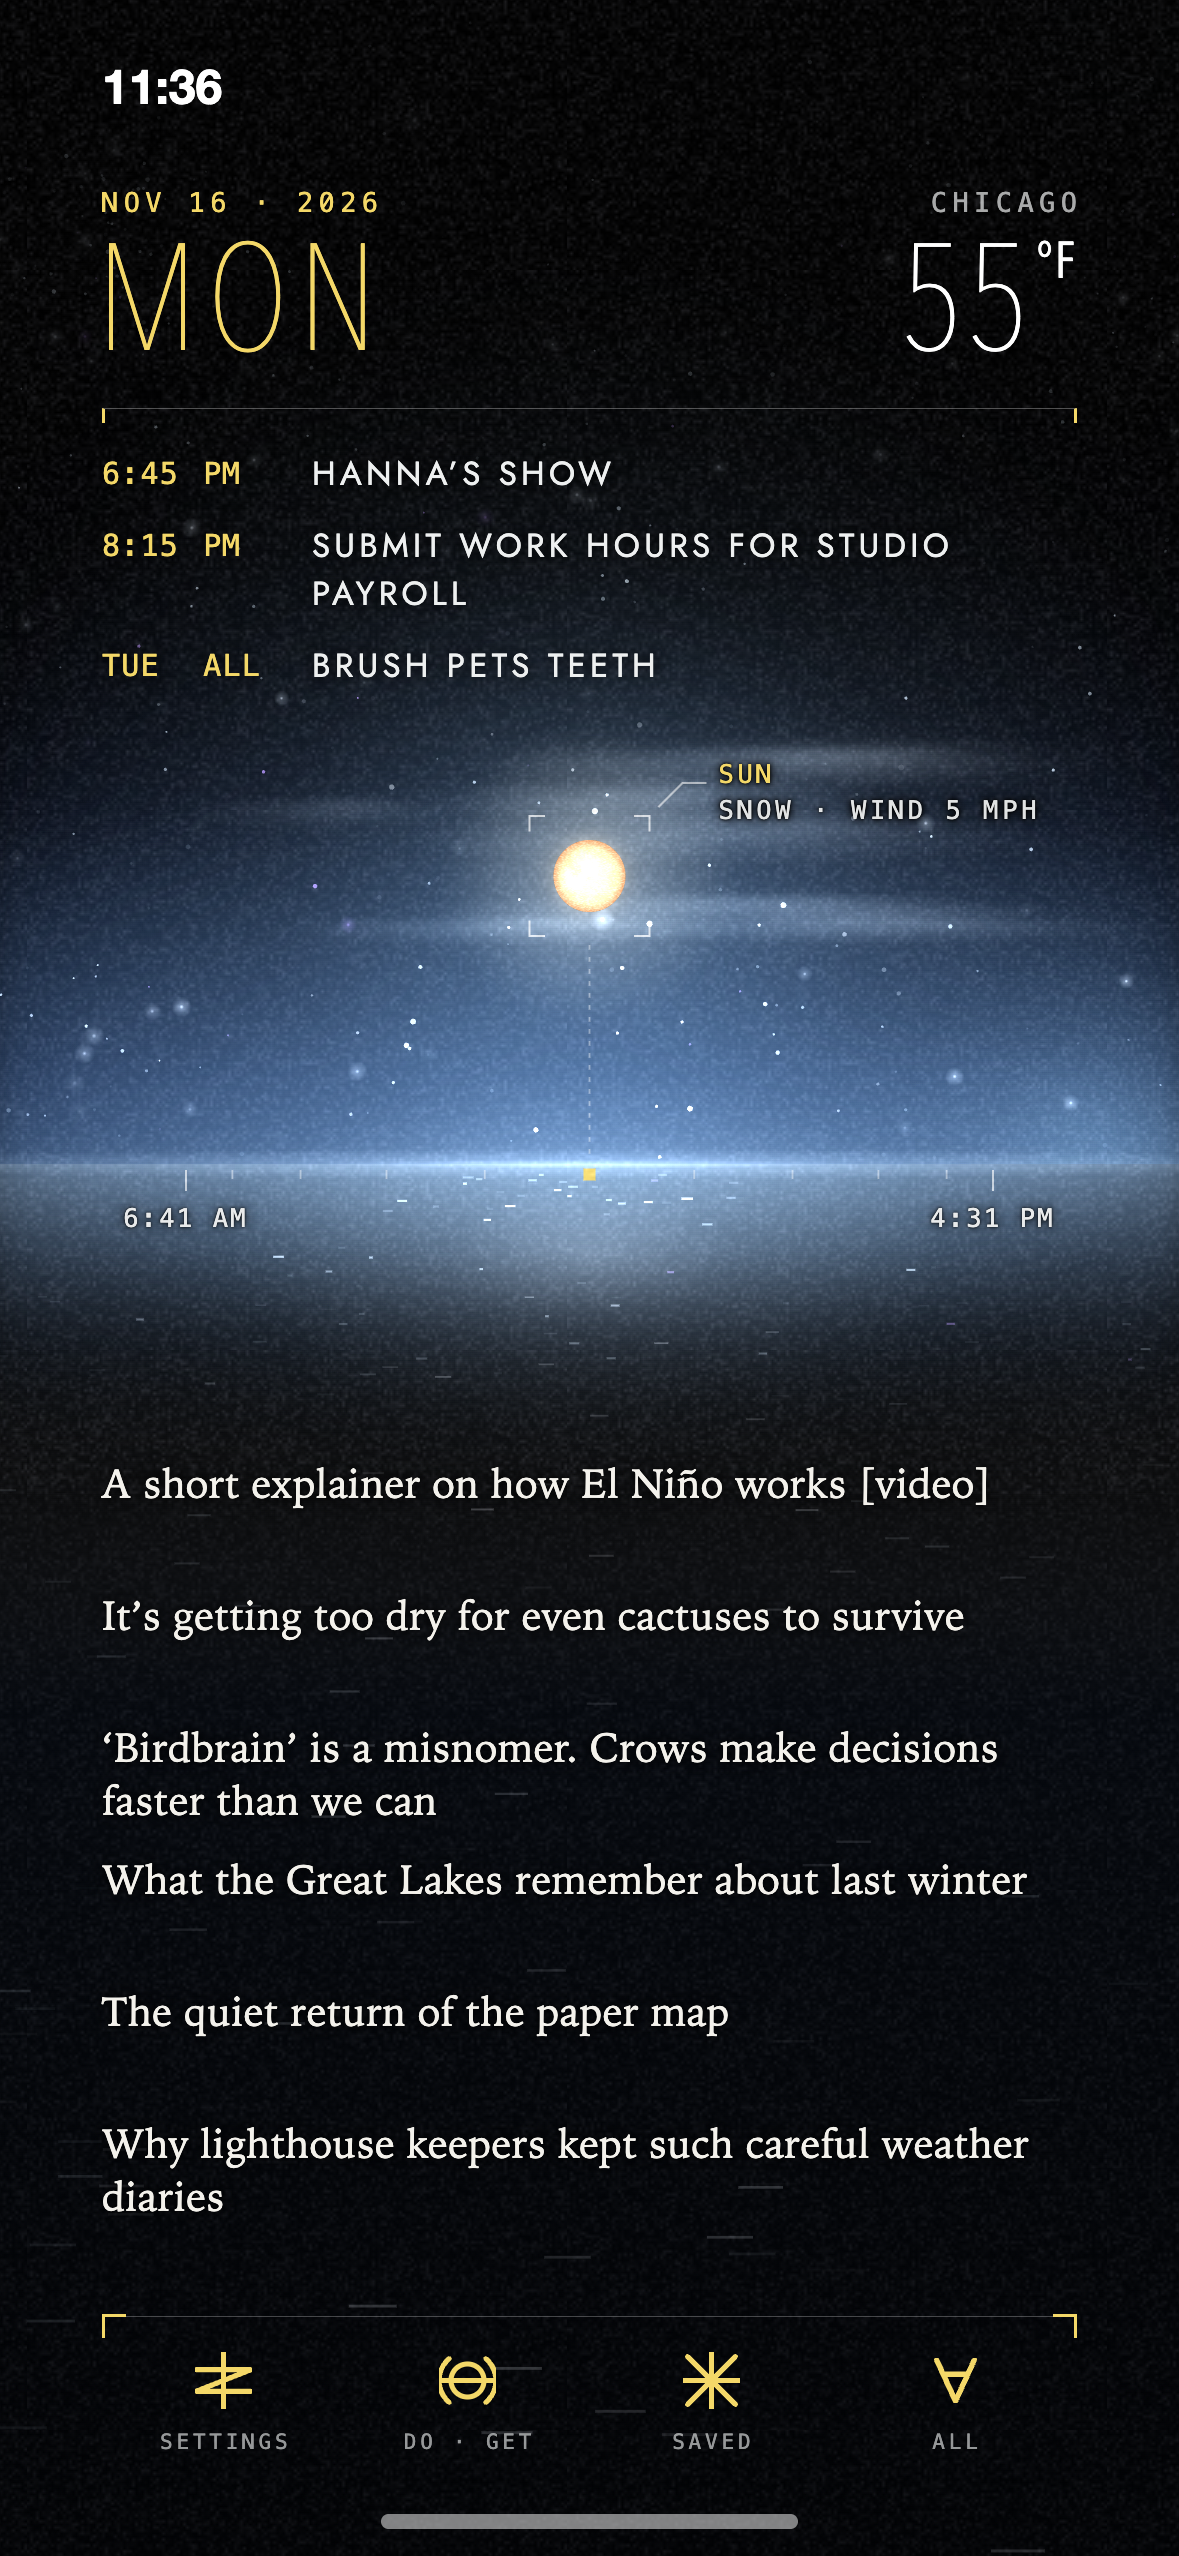 11:36
NOV 16 · 2026
CHICAGO
MON
55°F
6:45 PM HANNA’S SHOW
8:15 PM SUBMIT WORK HOURS FOR STUDIO
PAYROLL
TUE ALL BRUSH PETS TEETH
SUN
SNOW · WIND 5 MPH
6:41 AM
4:31 PM
A short explainer on how El Niño works [video]
It’s getting too dry for even cactuses to survive
‘Birdbrain’ is a misnomer. Crows make decisions
faster than we can
What the Great Lakes remember about last winter
The quiet return of the paper map
Why lighthouse keepers kept such careful weather
diaries
SETTINGS
DO · GET
SAVED
ALL